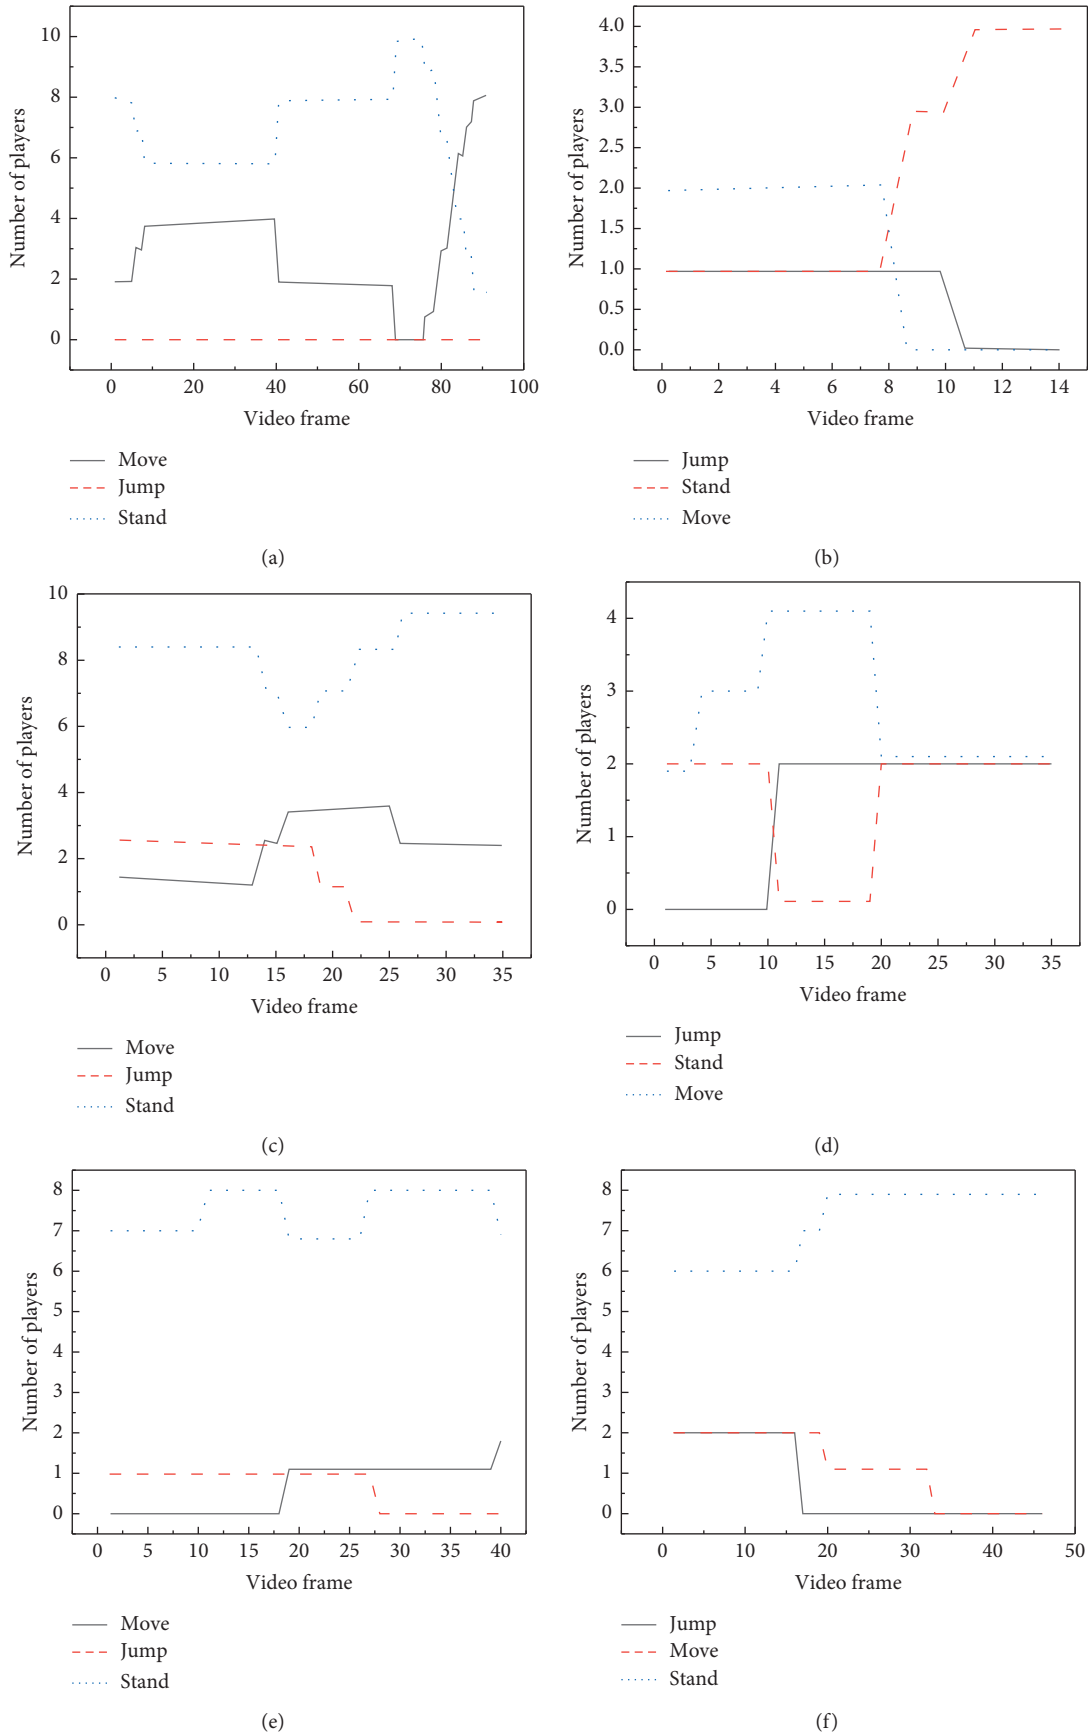 10
8
6
4
2
0
Number of players
0 20 40 60 80 100
Video frame
Move
Jump
Stand
(a)
4.0
3.5
3.0
2.5
2.0
1.5
1.0
0.5
0.0
Number of players
0 2 4 6 8 10 12 14
Video frame
Jump
Stand
Move
(b)
10
8
6
4
2
0
Number of players
0 5 10 15 20 25 30 35
Video frame
Move
Jump
Stand
(c)
4
3
2
1
0
Number of players
0 5 10 15 20 25 30 35
Video frame
Jump
Stand
Move
(d)
8
7
6
5
4
3
2
1
0
Number of players
0 5 10 15 20 25 30 35 40
Video frame
Move
Jump
Stand
(e)
8
7
6
5
4
3
2
1
0
Number of players
0 10 20 30 40 50
Video frame
Jump
Move
Stand
(f)